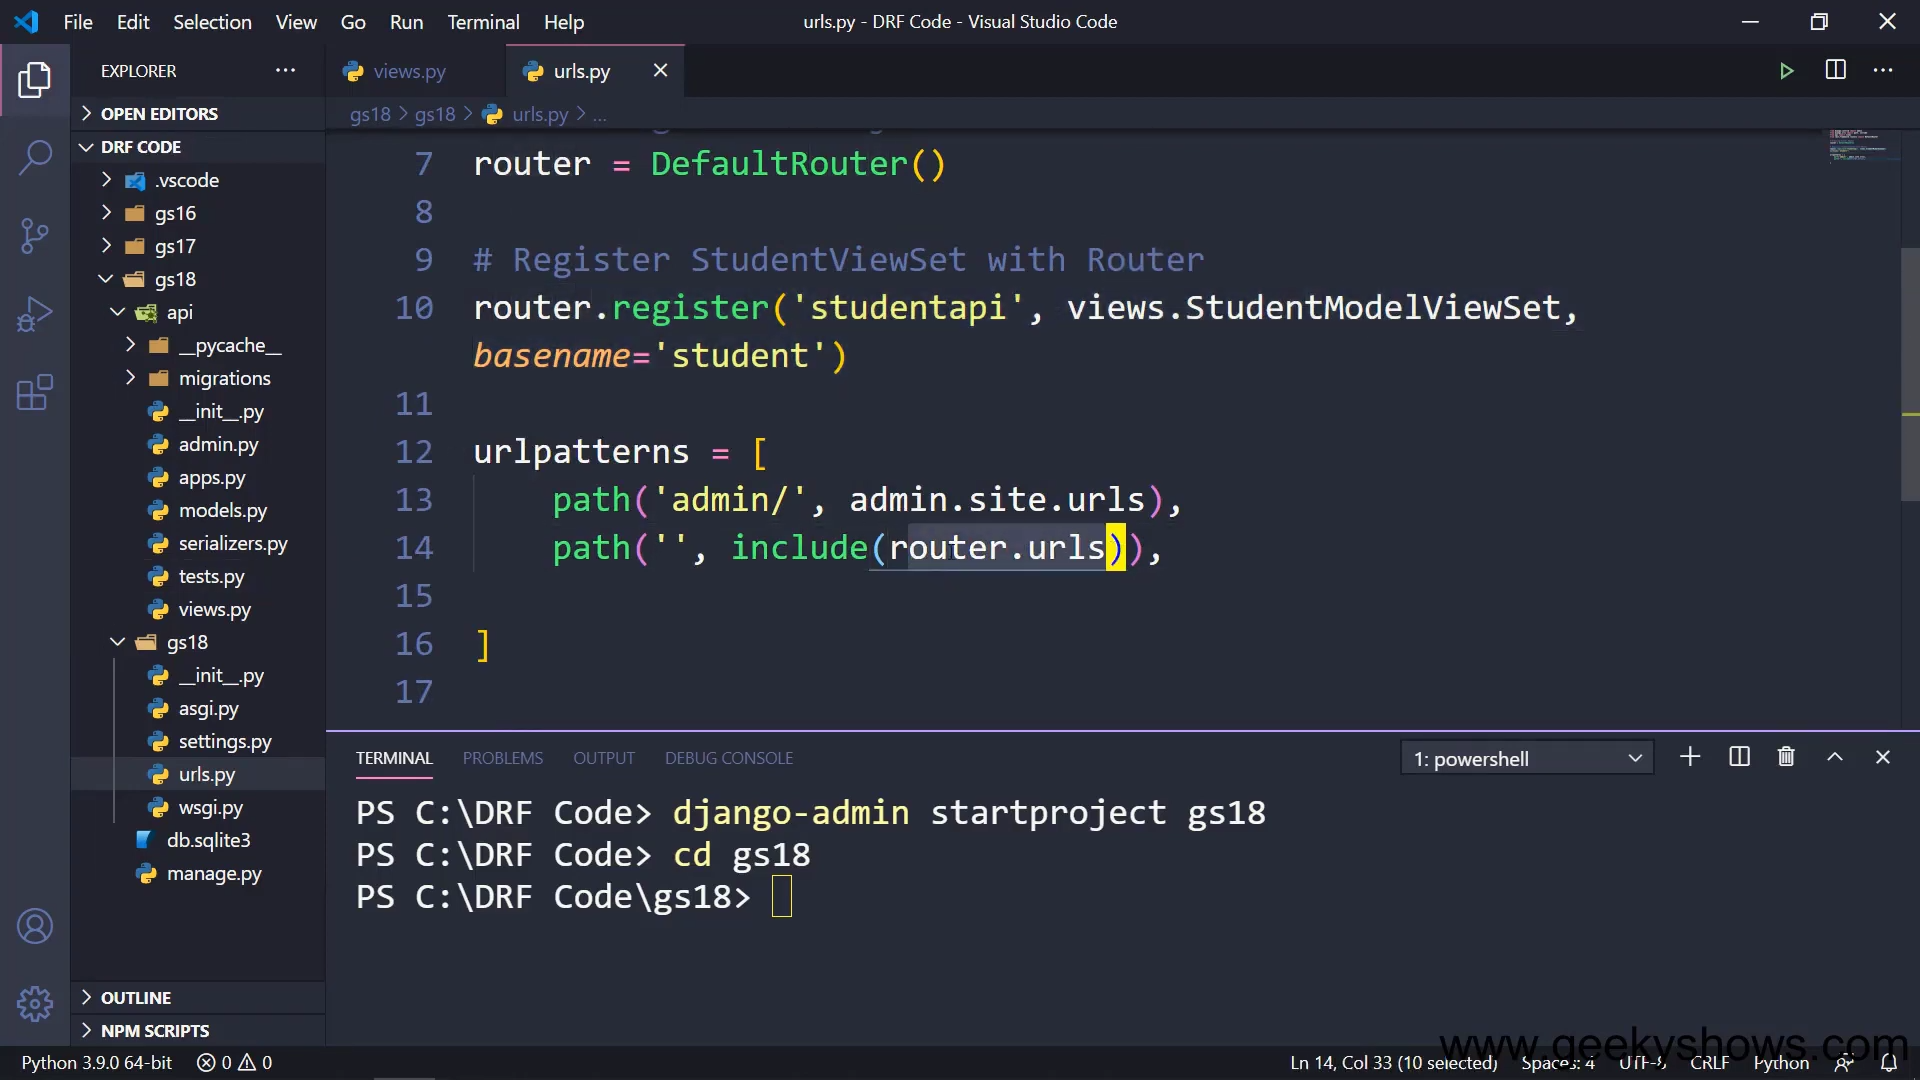 File Edit Selection View Go Run Terminal Help
urls.py - DRF Code - Visual Studio Code
EXPLORER
OPEN EDITORS
DRF CODE
.vscode
gs16
gs17
gs18
api
__pycache__
migrations
__init__.py
admin.py
apps.py
models.py
serializers.py
tests.py
views.py
gs18
__init__.py
asgi.py
settings.py
urls.py
wsgi.py
db.sqlite3
manage.py
OUTLINE
NPM SCRIPTS
views.py
urls.py
gs18 > gs18 > urls.py > ...
7 router = DefaultRouter()
8
9 # Register StudentViewSet with Router
10 router.register('studentapi', views.StudentModelViewSet,
basename='student')
11
12 urlpatterns = [
13 path('admin/', admin.site.urls),
14 path('', include(router.urls)),
15
16 ]
17
TERMINAL PROBLEMS OUTPUT DEBUG CONSOLE
1: powershell
PS C:\DRF Code> django-admin startproject gs18
PS C:\DRF Code> cd gs18
PS C:\DRF Code\gs18>
www.geekyshows.com
Python 3.9.0 64-bit 0 0
Ln 14, Col 33 (10 selected) Spaces: 4 UTF-8 CRLF Python